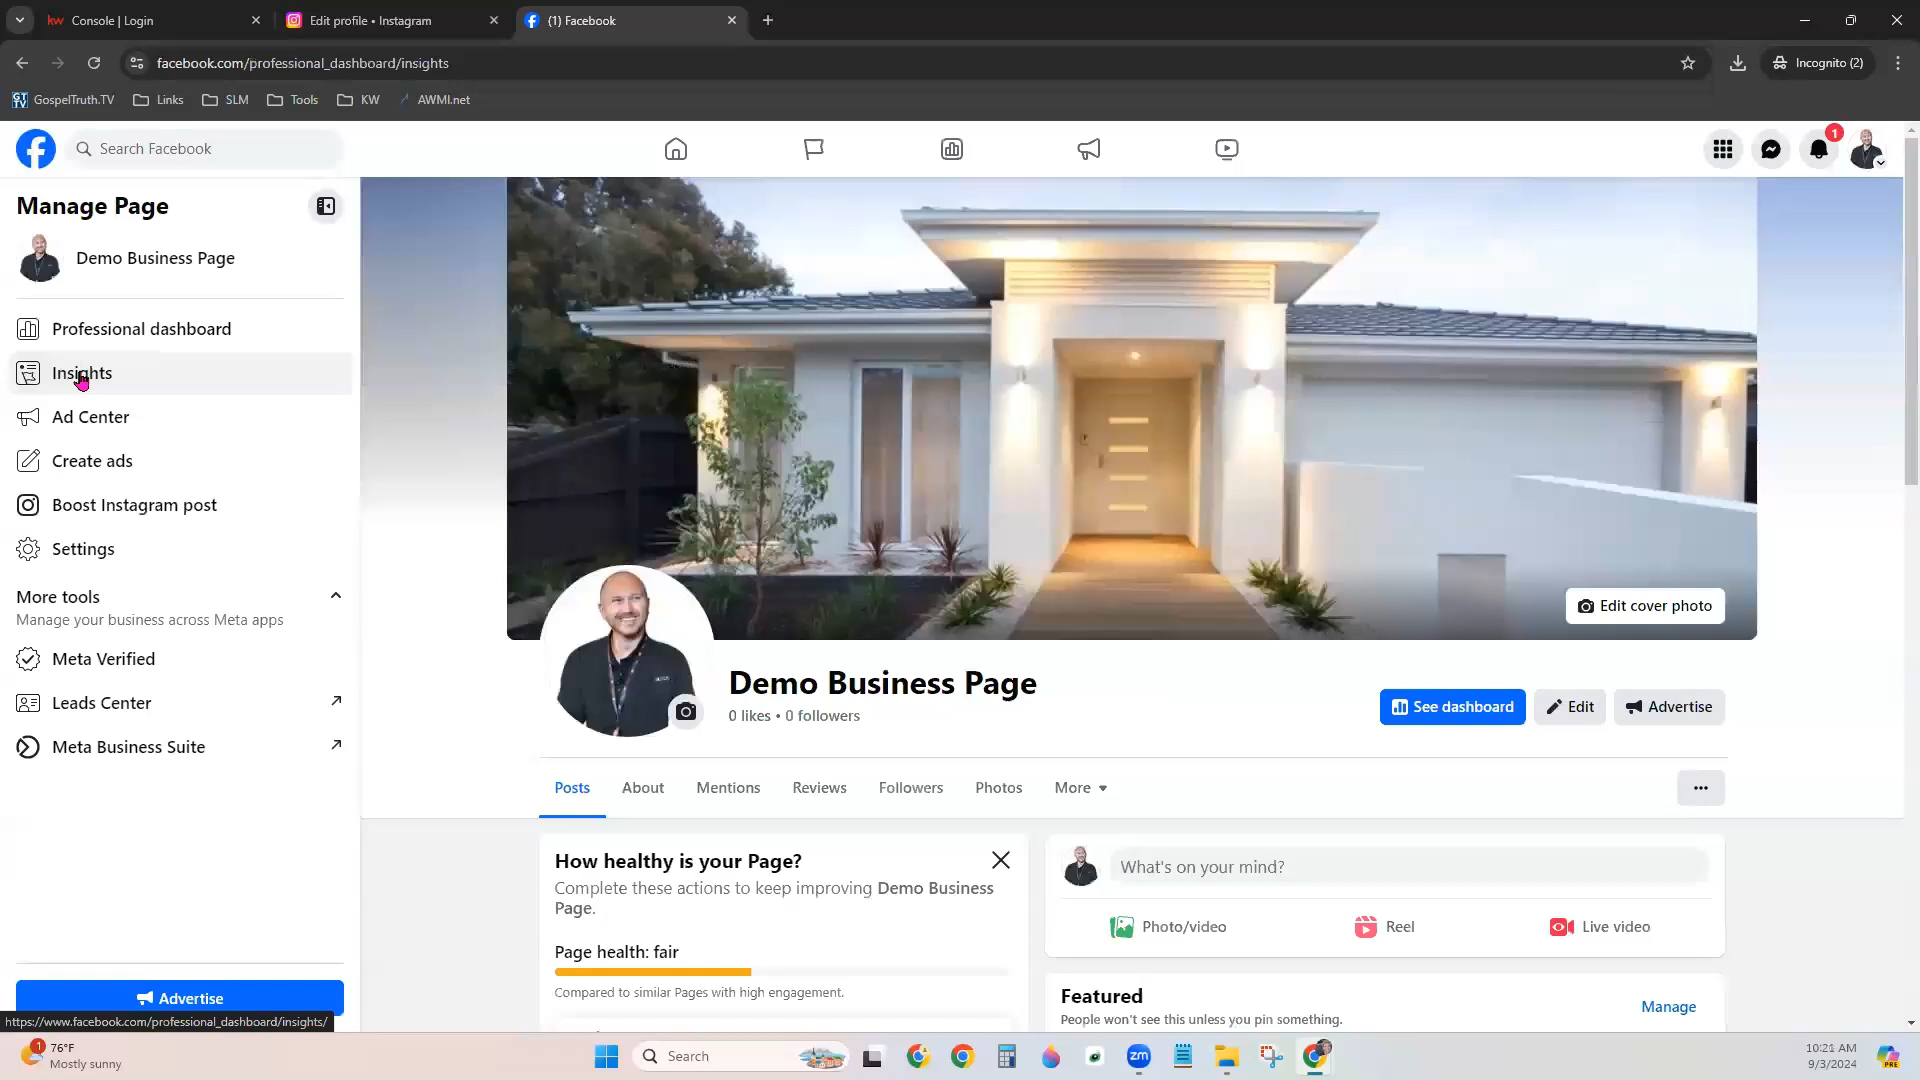 kw Console | Login
Edit profile • Instagram
(1) Facebook
facebook.com/professional_dashboard/insights
Incognito (2)
GTTV GospelTruth.TV
Links
SLM
Tools
KW
AWMI.net
Search Facebook
1
Manage Page
Demo Business Page
Professional dashboard
Insights
Ad Center
Create ads
Boost Instagram post
Settings
More tools
Manage your business across Meta apps
Meta Verified
Leads Center
Meta Business Suite
Advertise
https://www.facebook.com/professional_dashboard/insights/
Edit cover photo
Demo Business Page
0 likes • 0 followers
See dashboard
Edit
Advertise
Posts
About
Mentions
Reviews
Followers
Photos
More
How healthy is your Page?
Complete these actions to keep improving Demo Business
Page.
Page health: fair
Compared to similar Pages with high engagement.
What's on your mind?
Photo/video
Reel
Live video
Featured
Manage
People won't see this unless you pin something.
1
76°F
Mostly sunny
Search
zm
10:21 AM
9/3/2024
PRE